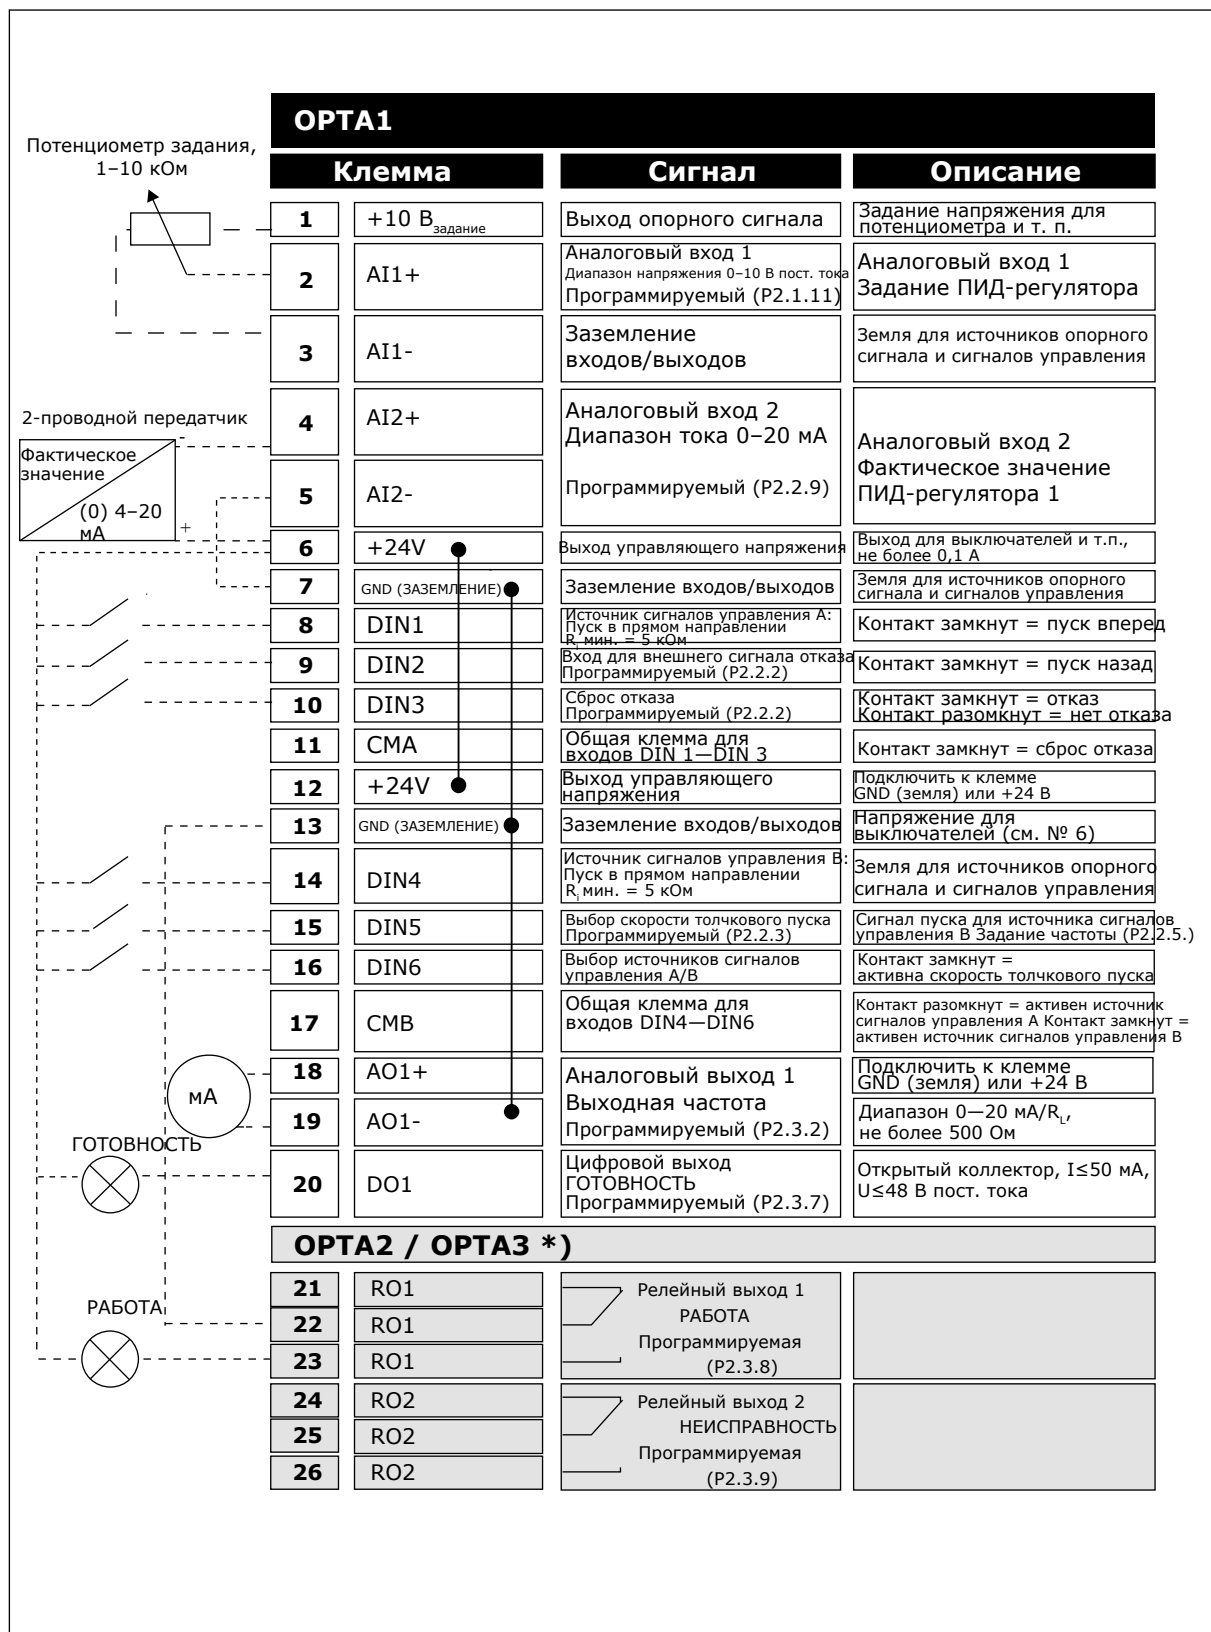 OPTA1
Потенциометр задания,
1–10 кОм
Клемма
Сигнал
Описание
1
+10 В задание
Выход опорного сигнала
Задание напряжения для
потенциометра и т. п.
2
AI1+
Аналоговый вход 1
Диапазон напряжения 0–10 В пост. тока
Программируемый (P2.1.11)
Аналоговый вход 1
Задание ПИД-регулятора
3
AI1-
Заземление
входов/выходов
Земля для источников опорного
сигнала и сигналов управления
2-проводной передатчик
-
Фактическое
значение
(0) 4–20
мА
+
4
AI2+
Аналоговый вход 2
Диапазон тока 0–20 мА
5
AI2-
Программируемый (P2.2.9)
Аналоговый вход 2
Фактическое значение
ПИД-регулятора 1
6
+24V
Выход управляющего напряжения
Выход для выключателей и т.п.,
не более 0,1 А
7
GND (ЗАЗЕМЛЕНИЕ)
Заземление входов/выходов
Земля для источников опорного
сигнала и сигналов управления
8
DIN1
Источник сигналов управления A:
Пуск в прямом направлении
Ri мин. = 5 кОм
Контакт замкнут = пуск вперед
9
DIN2
Вход для внешнего сигнала отказа
Программируемый (P2.2.2)
Контакт замкнут = пуск назад
10
DIN3
Сброс отказа
Программируемый (P2.2.2)
Контакт замкнут = отказ
Контакт разомкнут = нет отказа
11
CMA
Общая клемма для
входов DIN 1—DIN 3
Контакт замкнут = сброс отказа
12
+24V
Выход управляющего
напряжения
Подключить к клемме
GND (земля) или +24 В
13
GND (ЗАЗЕМЛЕНИЕ)
Заземление входов/выходов
Напряжение для
выключателей (см. № 6)
14
DIN4
Источник сигналов управления B:
Пуск в прямом направлении
Ri мин. = 5 кОм
Земля для источников опорного
сигнала и сигналов управления
15
DIN5
Выбор скорости толчкового пуска
Программируемый (P2.2.3)
Сигнал пуска для источника сигналов
управления B Задание частоты (P2.2.5.)
16
DIN6
Выбор источников сигналов
управления A/B
Контакт замкнут =
активна скорость толчкового пуска
17
CMB
Общая клемма для
входов DIN4—DIN6
Контакт разомкнут = активен источник
сигналов управления A Контакт замкнут =
активен источник сигналов управления B
мА
18
AO1+
Аналоговый выход 1
Выходная частота
Программируемый (P2.3.2)
Подключить к клемме
GND (земля) или +24 В
19
AO1-
Диапазон 0—20 мА/RL,
не более 500 Ом
ГОТОВНОСТЬ
20
DO1
Цифровой выход
ГОТОВНОСТЬ
Программируемый (P2.3.7)
Открытый коллектор, I≤50 мА,
U≤48 В пост. тока
OPTA2 / OPTA3 *)
РАБОТА
21
RO1
22
RO1
23
RO1
Релейный выход 1
РАБОТА
Программируемая
(P2.3.8)
24
RO2
25
RO2
26
RO2
Релейный выход 2
НЕИСПРАВНОСТЬ
Программируемая
(P2.3.9)